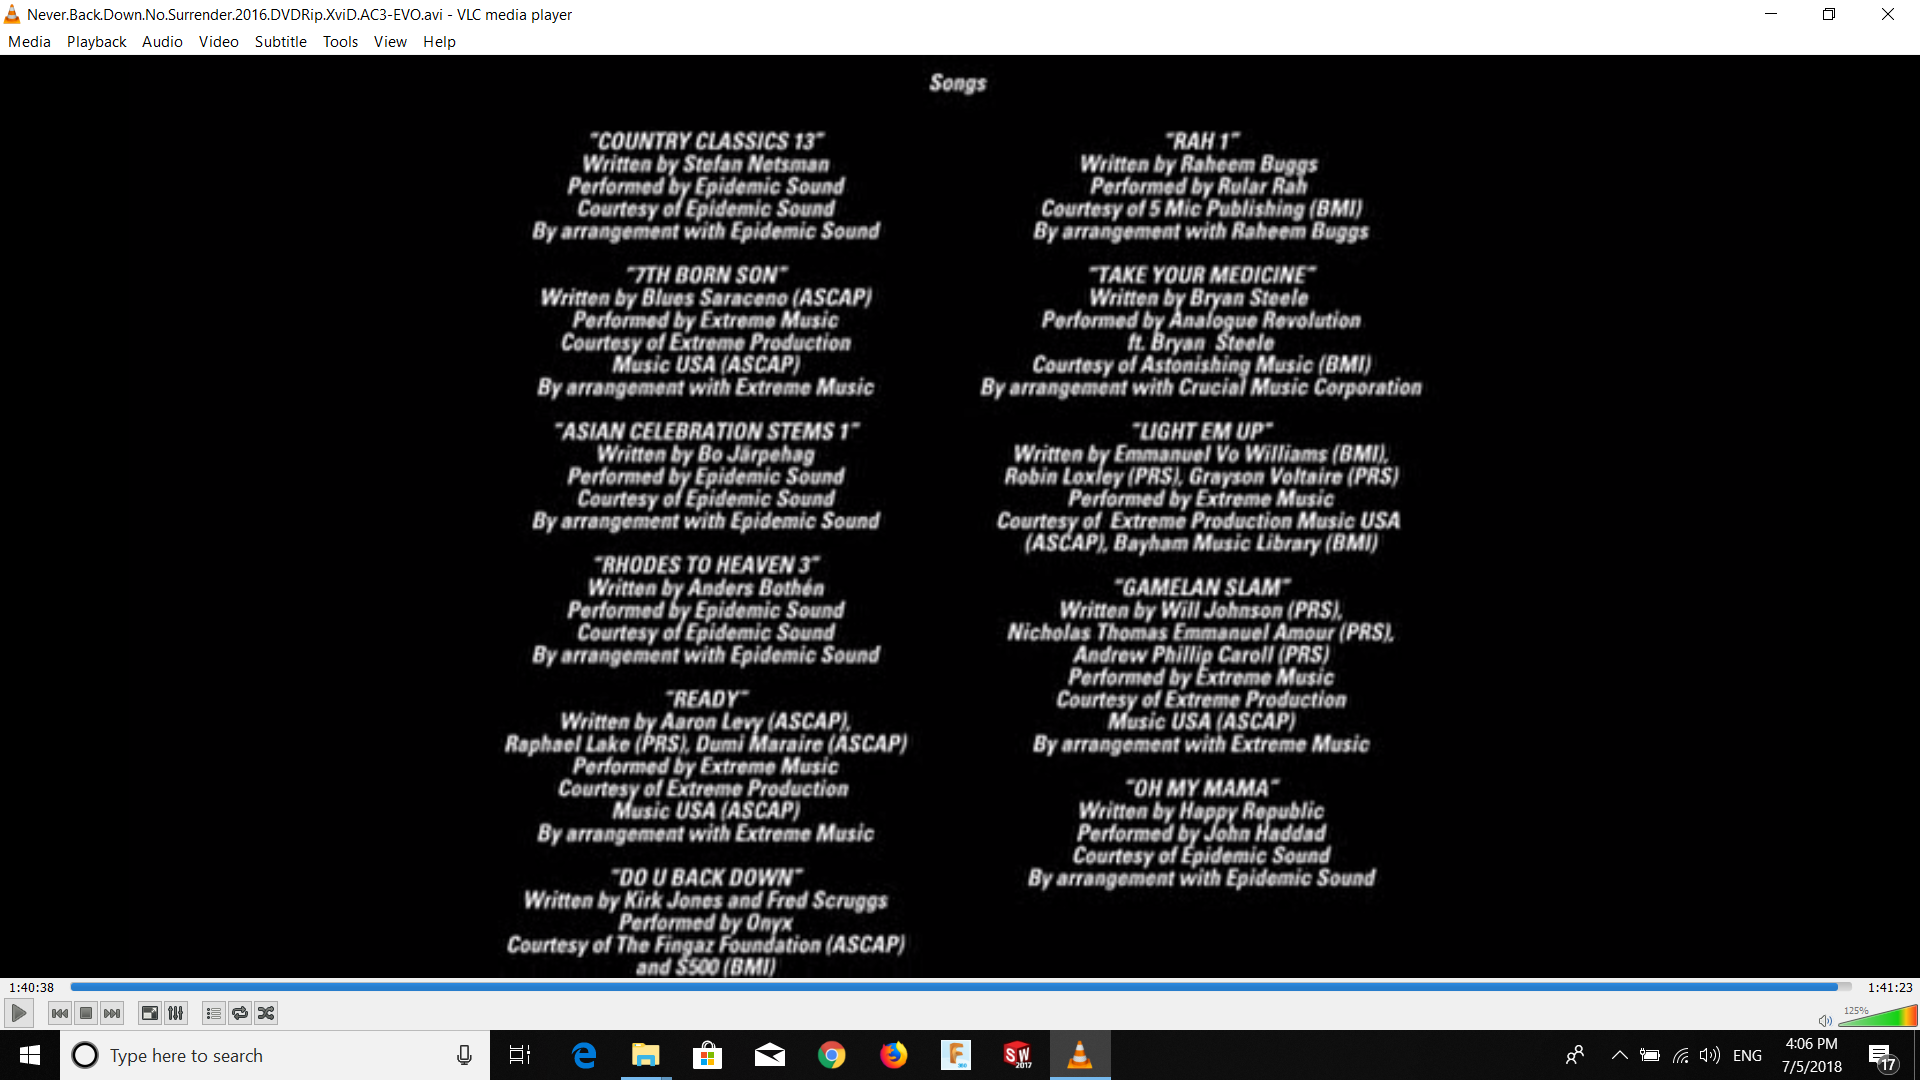 Never.Back.Down.No.Surrender.2016.DVDRip.XviD.AC3-EVO.avi - VLC media player
Media Playback Audio Video Subtitle Tools View Help
Songs
"COUNTRY CLASSICS 13"
Written by Stefan Netsman
Performed by Epidemic Sound
Courtesy of Epidemic Sound
By arrangement with Epidemic Sound
"7TH BORN SON"
Written by Blues Saraceno (ASCAP)
Performed by Extreme Music
Courtesy of Extreme Production
Music USA (ASCAP)
By arrangement with Extreme Music
"ASIAN CELEBRATION STEMS 1"
Written by Bo Järpehag
Performed by Epidemic Sound
Courtesy of Epidemic Sound
By arrangement with Epidemic Sound
"RHODES TO HEAVEN 3"
Written by Anders Bothén
Performed by Epidemic Sound
Courtesy of Epidemic Sound
By arrangement with Epidemic Sound
"READY"
Written by Aaron Levy (ASCAP),
Raphael Lake (PRS), Dumi Maraire (ASCAP)
Performed by Extreme Music
Courtesy of Extreme Production
Music USA (ASCAP)
By arrangement with Extreme Music
"DO U BACK DOWN"
Written by Kirk Jones and Fred Scruggs
Performed by Onyx
Courtesy of The Fingaz Foundation (ASCAP)
and S500 (BMI)
"RAH 1"
Written by Raheem Buggs
Performed by Rular Rah
Courtesy of 5 Mic Publishing (BMI)
By arrangement with Raheem Buggs
"TAKE YOUR MEDICINE"
Written by Bryan Steele
Performed by Analogue Revolution
ft. Bryan Steele
Courtesy of Astonishing Music (BMI)
By arrangement with Crucial Music Corporation
"LIGHT EM UP"
Written by Emmanuel Vo Williams (BMI),
Robin Loxley (PRS), Grayson Voltaire (PRS)
Performed by Extreme Music
Courtesy of Extreme Production Music USA
(ASCAP), Bayham Music Library (BMI)
"GAMELAN SLAM"
Written by Will Johnson (PRS),
Nicholas Thomas Emmanuel Amour (PRS),
Andrew Phillip Caroll (PRS)
Performed by Extreme Music
Courtesy of Extreme Production
Music USA (ASCAP)
By arrangement with Extreme Music
"OH MY MAMA"
Written by Happy Republic
Performed by John Haddad
Courtesy of Epidemic Sound
By arrangement with Epidemic Sound
1:40:38
1:41:23
125%
Type here to search
SW
2017
ENG
4:06 PM
7/5/2018
17